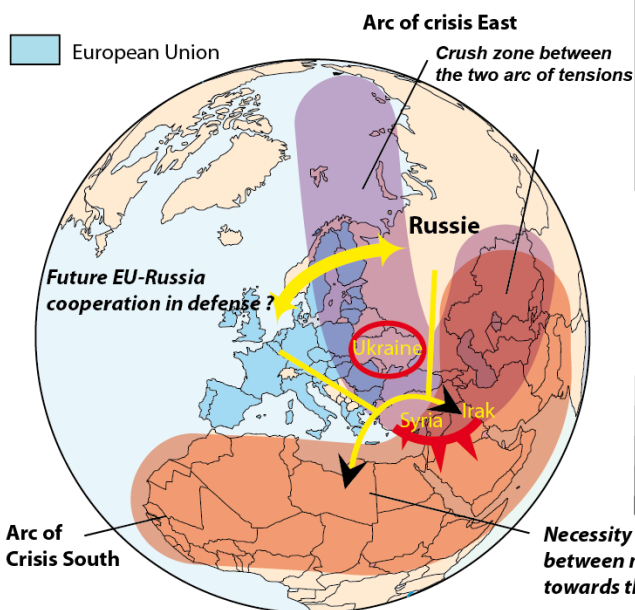 Arc of crisis East
European Union
Crush zone between
the two arc of tensions
Russie
Future EU-Russia
cooperation in defense ?
Ukraine
Syria
Irak
Arc of
Crisis South
Necessity
between
towards